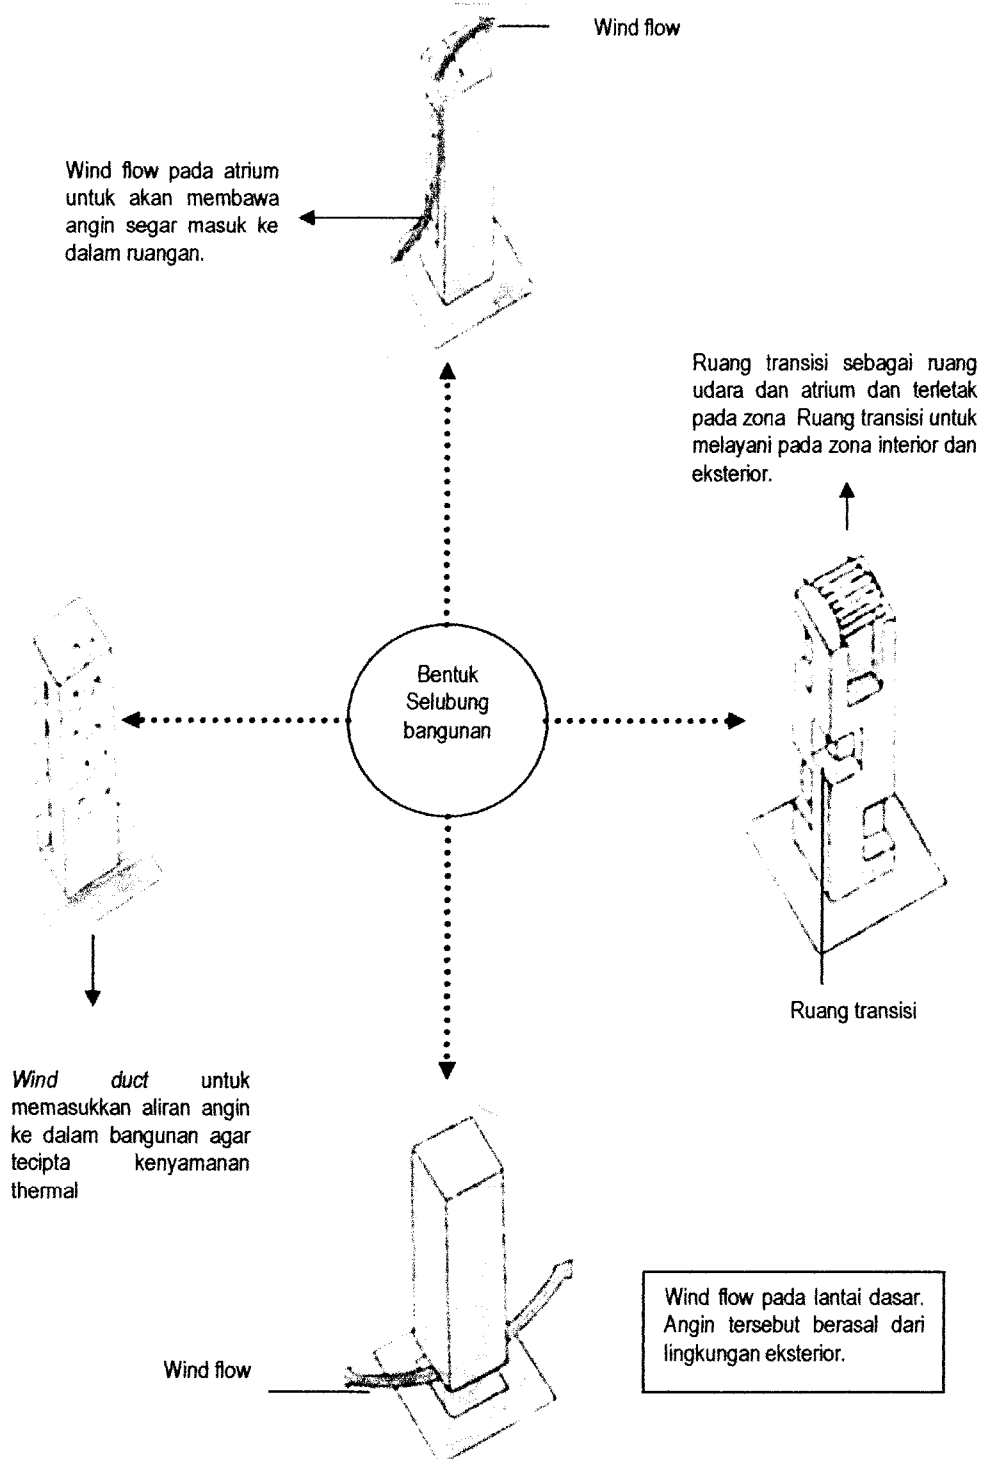 Wind flow
Wind flow pada atrium
untuk akan membawa
angin segar masuk ke
dalam ruangan.
Ruang transisi sebagai ruang
udara dan atrium dan terletak
pada zona Ruang transisi untuk
melayani pada zona interior dan
eksterior.
Bentuk
Selubung
bangunan
Ruang transisi
Wind duct untuk
memasukkan aliran angin
ke dalam bangunan agar
tecipta kenyamanan
thermal
Wind flow pada lantai dasar.
Angin tersebut berasal dari
lingkungan eksterior.
Wind flow